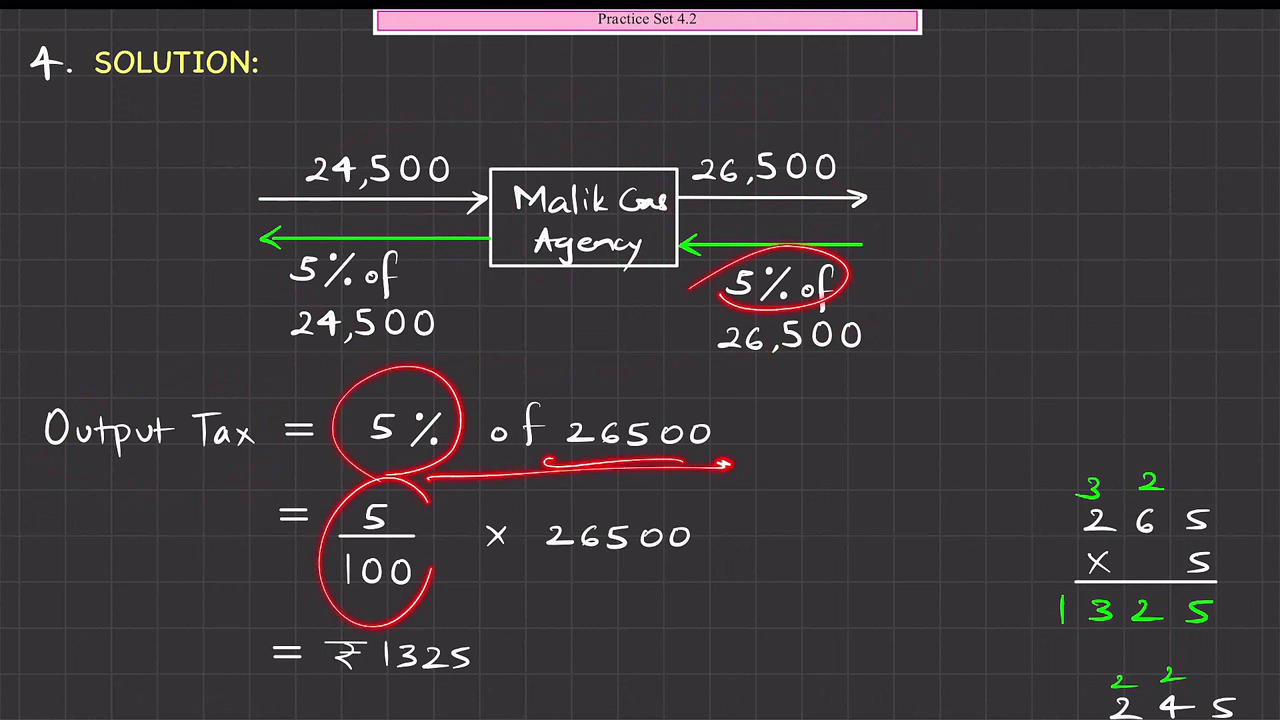 Practice Set 4.2
4. SOLUTION:
24,500
26,500
Malik Gas
Agency
5% of
24,500
5% of
26,500
Output Tax = 5% of 26500
= 5/100 × 26500
= ₹1325
3 2
2 6 5
× 5
1 3 2 5
2 2
2 4 5